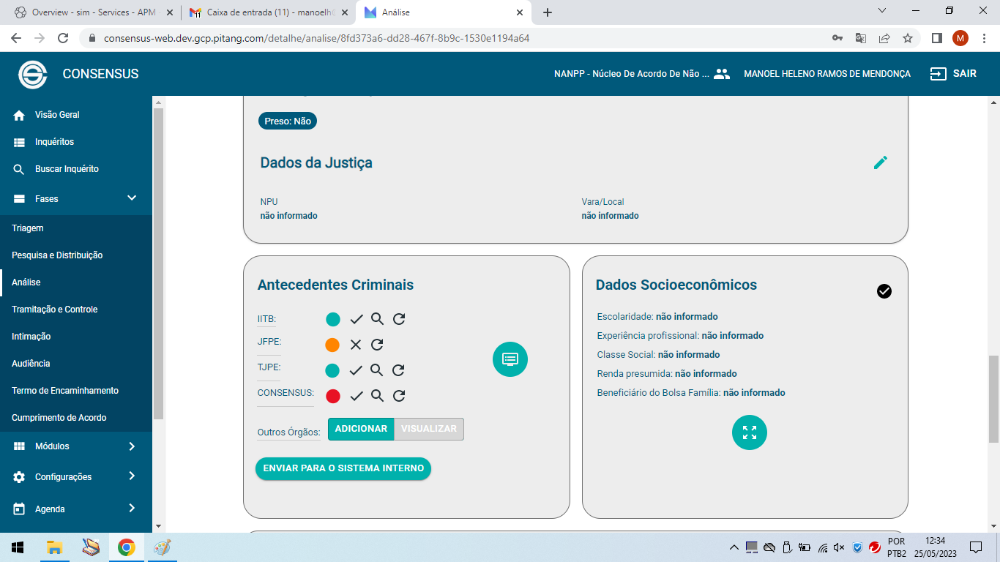 Overview - sim - Services - APM
Caixa de entrada (11) - manoelh
Análise
consensus-web.dev.gcp.pitang.com/detalhe/analise/8fd373a6-dd28-467f-8b9c-1530e1194a64
M
CONSENSUS
NANPP - Núcleo De Acordo De Não ...
MANOEL HELENO RAMOS DE MENDONÇA
SAIR
Visão Geral
Inquéritos
Buscar Inquérito
Fases
Triagem
Pesquisa e Distribuição
Análise
Tramitação e Controle
Intimação
Audiência
Termo de Encaminhamento
Cumprimento de Acordo
Módulos
Configurações
Agenda
Preso: Não
Dados da Justiça
NPU
não informado
Vara/Local
não informado
Antecedentes Criminais
IITB:
JFPE:
TJPE:
CONSENSUS:
Outros Órgãos:
ADICIONAR
VISUALIZAR
ENVIAR PARA O SISTEMA INTERNO
Dados Socioeconômicos
Escolaridade: não informado
Experiência profissional: não informado
Classe Social: não informado
Renda presumida: não informado
Beneficiário do Bolsa Família: não informado
POR
PTB2
12:34
25/05/2023